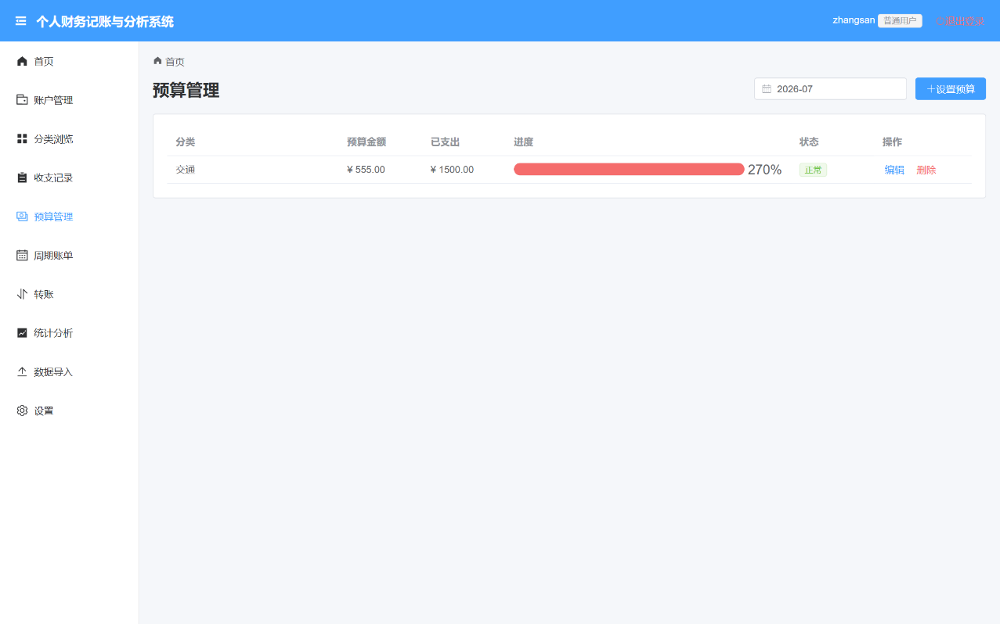 个人财务记账与分析系统
zhangsan 普通用户 退出登录
首页
账户管理
分类浏览
收支记录
预算管理
周期账单
转账
统计分析
数据导入
设置
首页
预算管理
2026-07
设置预算
分类 预算金额 已支出 进度 状态 操作
交通 ¥ 555.00 ¥ 1500.00 270% 正常 编辑 删除